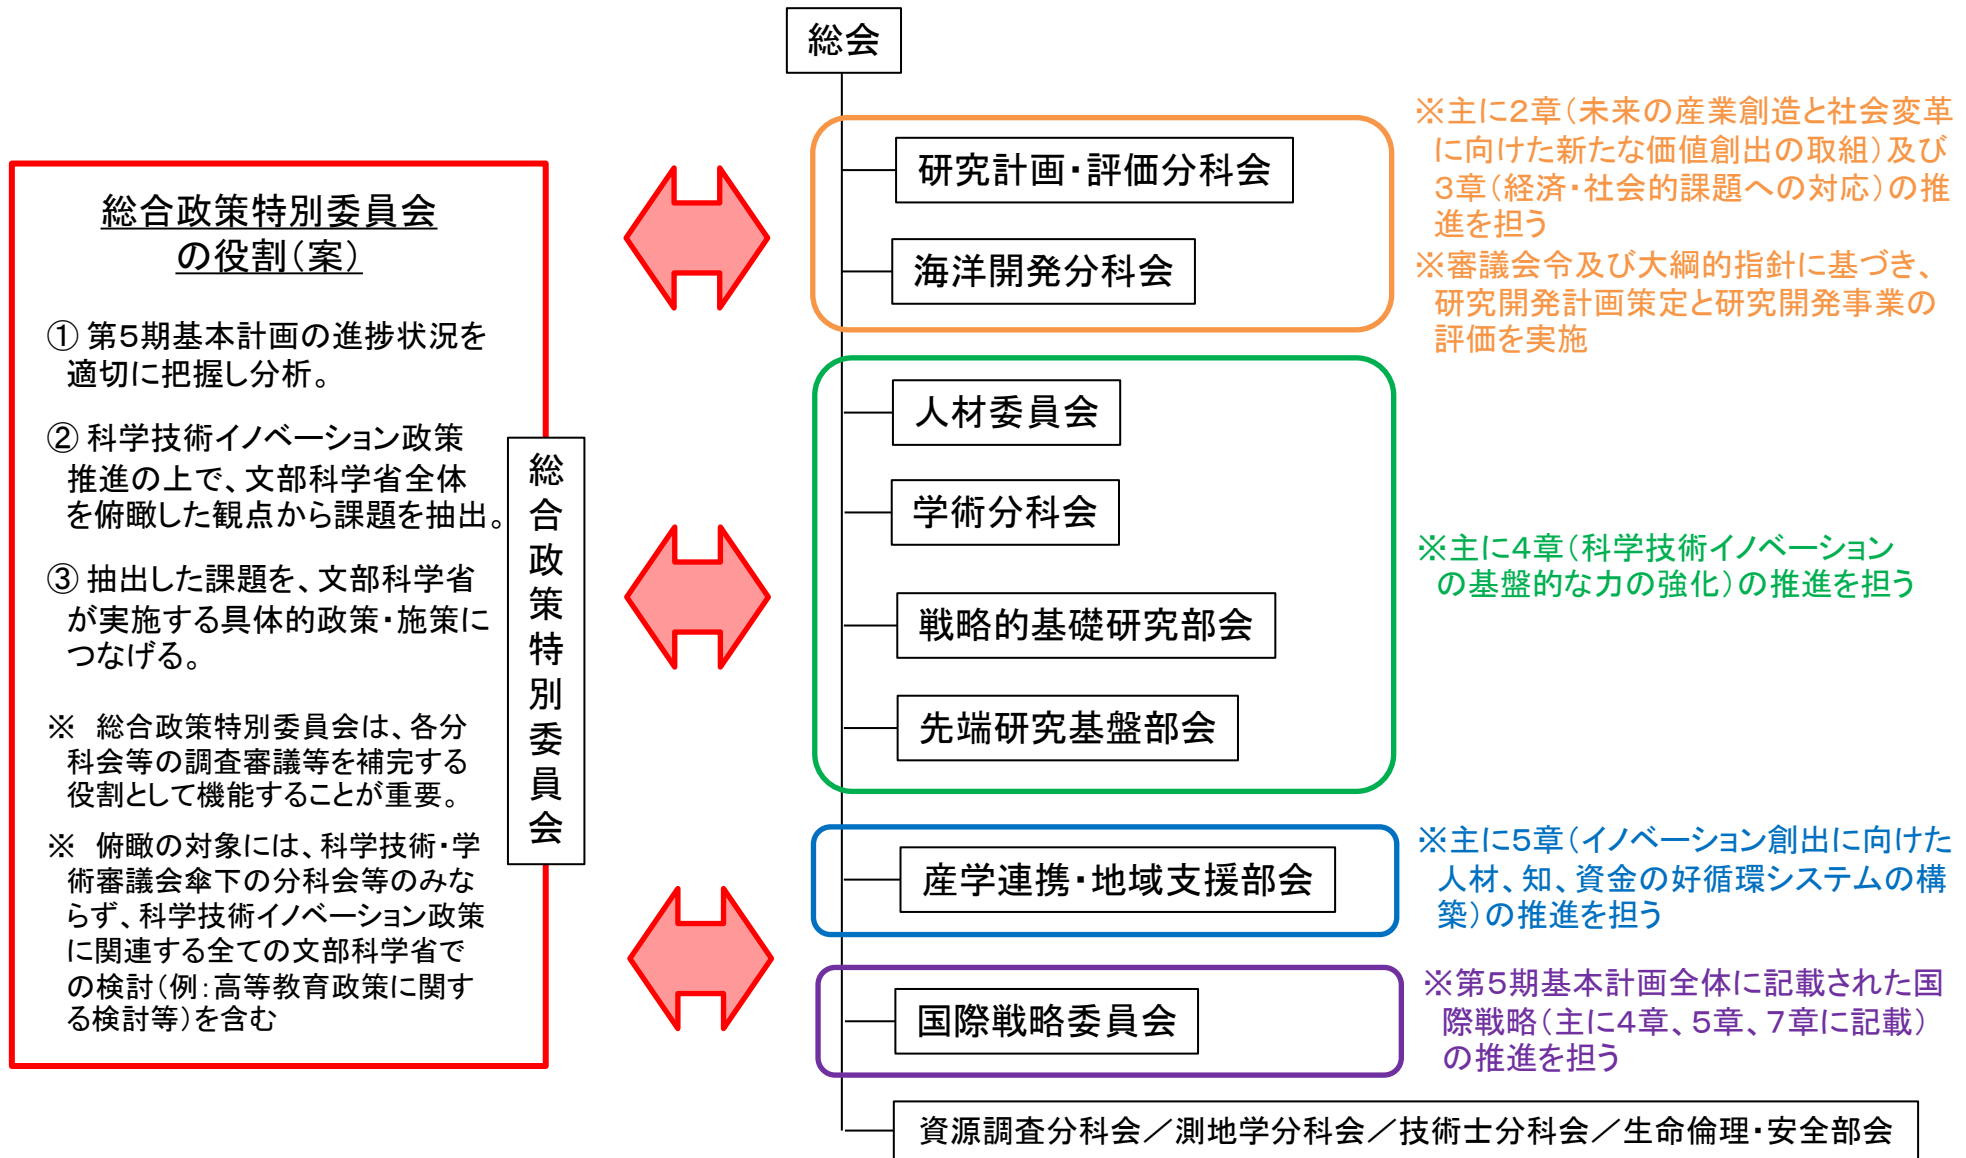 総会
総合政策特別委員会
の役割(案)
① 第5期基本計画の進捗状況を
適切に把握し分析。
② 科学技術イノベーション政策
推進の上で、文部科学省全体
を俯瞰した観点から課題を抽出。
③ 抽出した課題を、文部科学省
が実施する具体的政策・施策に
つなげる。
※ 総合政策特別委員会は、各分
科会等の調査審議等を補完する
役割として機能することが重要。
※ 俯瞰の対象には、科学技術・学
術審議会傘下の分科会等のみな
らず、科学技術イノベーション政策
に関連する全ての文部科学省で
の検討(例:高等教育政策に関す
る検討等)を含む
総合政策特別委員会
研究計画・評価分科会
海洋開発分科会
※主に2章(未来の産業創造と社会変革
に向けた新たな価値創出の取組)及び
3章(経済・社会的課題への対応)の推
進を担う
※審議会令及び大綱的指針に基づき、
研究開発計画策定と研究開発事業の
評価を実施
人材委員会
学術分科会
戦略的基礎研究部会
先端研究基盤部会
※主に4章(科学技術イノベーション
の基盤的な力の強化)の推進を担う
産学連携・地域支援部会
※主に5章(イノベーション創出に向けた
人材、知、資金の好循環システムの構
築)の推進を担う
国際戦略委員会
※第5期基本計画全体に記載された国
際戦略(主に4章、5章、7章に記載)
の推進を担う
資源調査分科会/測地学分科会/技術士分科会/生命倫理・安全部会